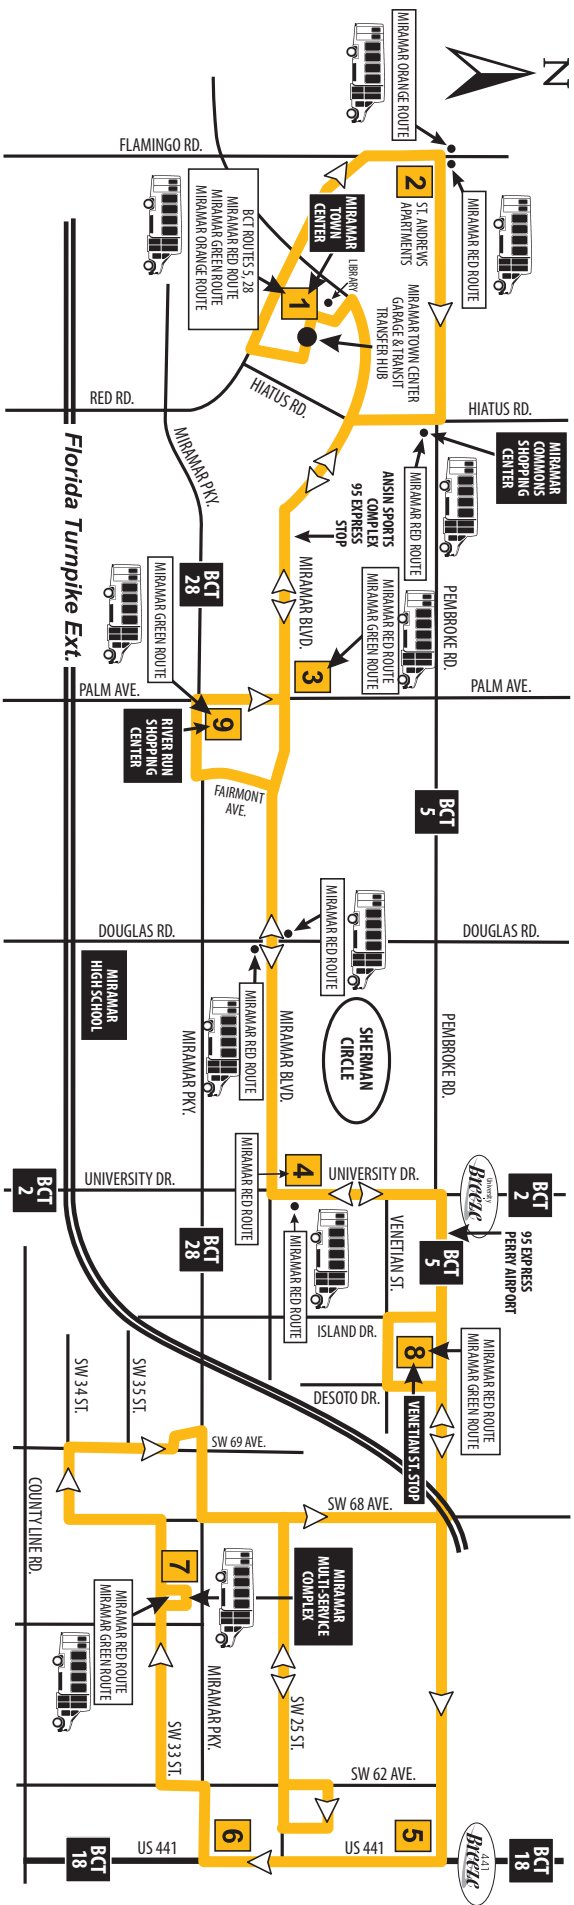 N
MIRAMAR ORANGE ROUTE
MIRAMAR RED ROUTE
FLAMINGO RD.
2
ST. ANDREWS
APARTMENTS
MIRAMAR
TOWN
CENTER
BCT ROUTES 5, 28
MIRAMAR RED ROUTE
MIRAMAR GREEN ROUTE
MIRAMAR ORANGE ROUTE
1
LIBRARY
MIRAMAR TOWN CENTER
GARAGE & TRANSIT
TRANSFER HUB
RED RD.
HIATUS RD.
HIATUS RD.
MIRAMAR
COMMONS
SHOPPING
CENTER
MIRAMAR RED ROUTE
ANSIN SPORTS
COMPLEX
95 EXPRESS
STOP
MIRAMAR PKY.
Florida Turnpike Ext.
BCT
28
MIRAMAR BLVD.
PEMBROKE RD.
MIRAMAR RED ROUTE
MIRAMAR GREEN ROUTE
3
MIRAMAR GREEN ROUTE
PALM AVE.
PALM AVE.
9
RIVER RUN
SHOPPING
CENTER
FAIRMONT
AVE.
BCT
5
DOUGLAS RD.
DOUGLAS RD.
MIRAMAR RED ROUTE
MIRAMAR RED ROUTE
MIRAMAR
HIGH SCHOOL
SHERMAN
CIRCLE
MIRAMAR PKY.
MIRAMAR BLVD.
PEMBROKE RD.
BCT
2
UNIVERSITY DR.
MIRAMAR RED ROUTE
4
UNIVERSITY DR.
University
Breeze
BCT
2
BCT
28
MIRAMAR RED ROUTE
VENETIAN ST.
BCT
5
95 EXPRESS
PERRY AIRPORT
ISLAND DR.
8
MIRAMAR RED ROUTE
MIRAMAR GREEN ROUTE
DESOTO DR.
VENETIAN ST. STOP
SW 34 ST.
SW 35 ST.
SW 69 AVE.
COUNTY LINE RD.
SW 68 AVE.
7
MIRAMAR
MULTI-SERVICE
COMPLEX
MIRAMAR RED ROUTE
MIRAMAR GREEN ROUTE
MIRAMAR PKY.
SW 33 ST.
SW 25 ST.
SW 62 AVE.
6
5
US 441
US 441
BCT
18
441
Breeze
BCT
18